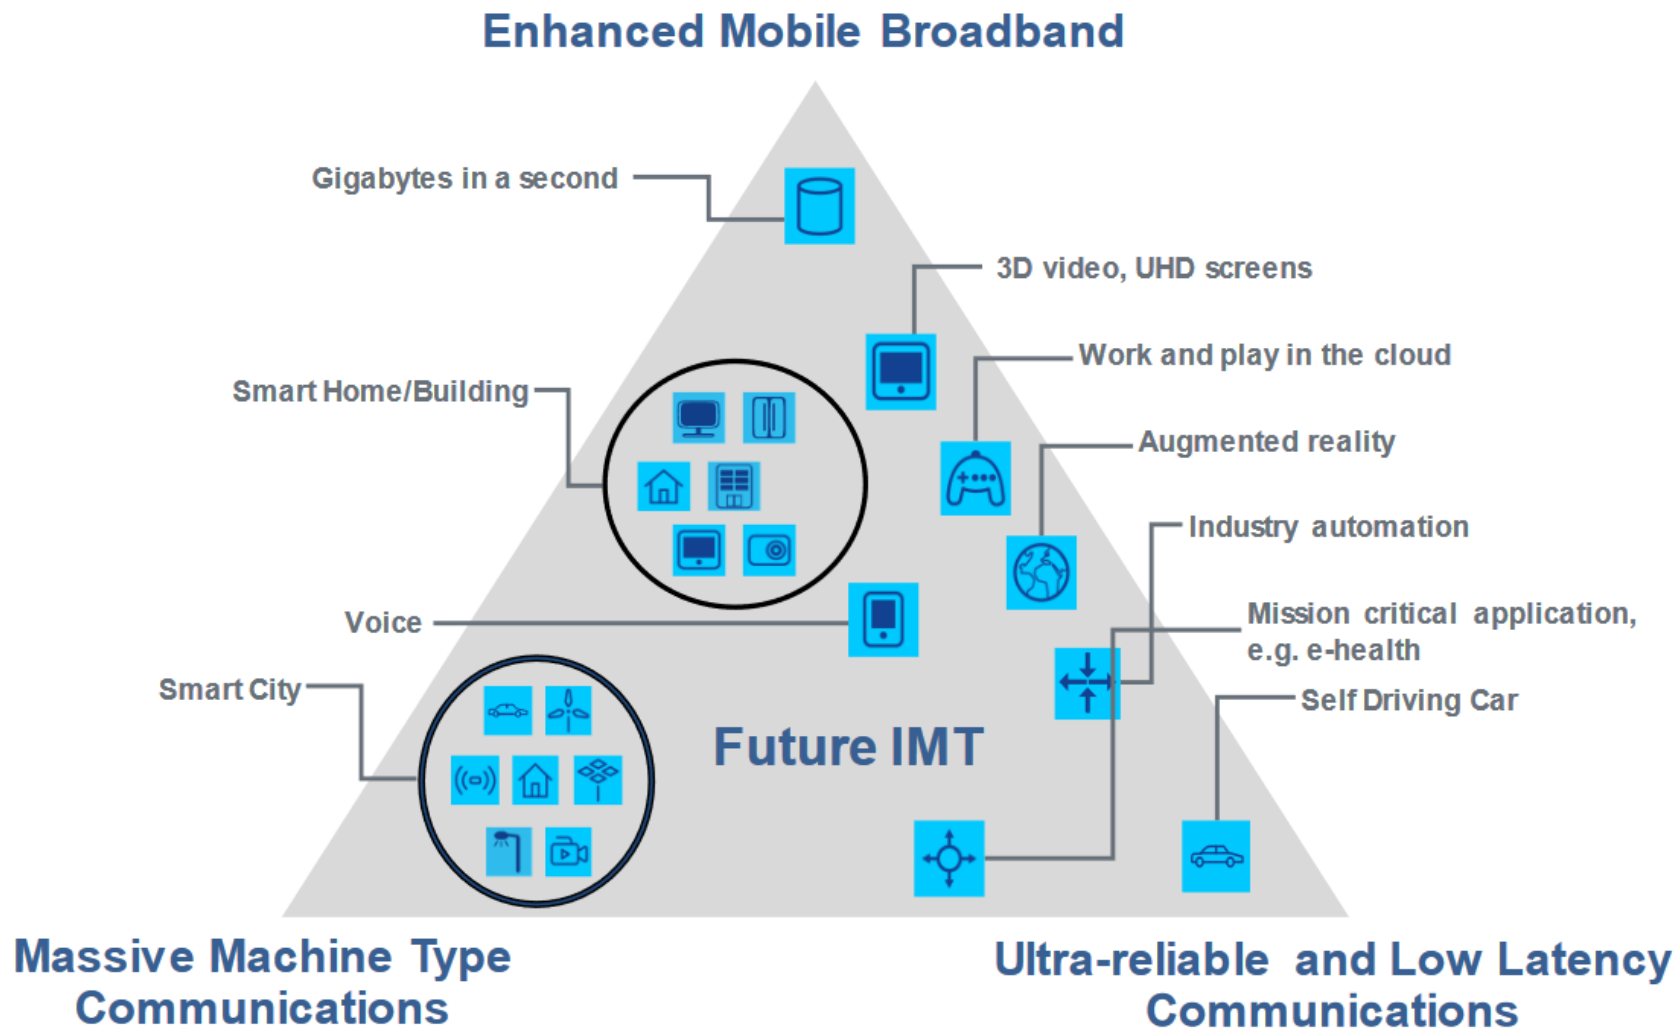 Enhanced Mobile Broadband
Gigabytes in a second
3D video, UHD screens
Work and play in the cloud
Smart Home/Building
Augmented reality
Industry automation
Voice
Mission critical application,
e.g. e-health
Smart City
Self Driving Car
Future IMT
Massive Machine Type
Communications
Ultra-reliable and Low Latency
Communications